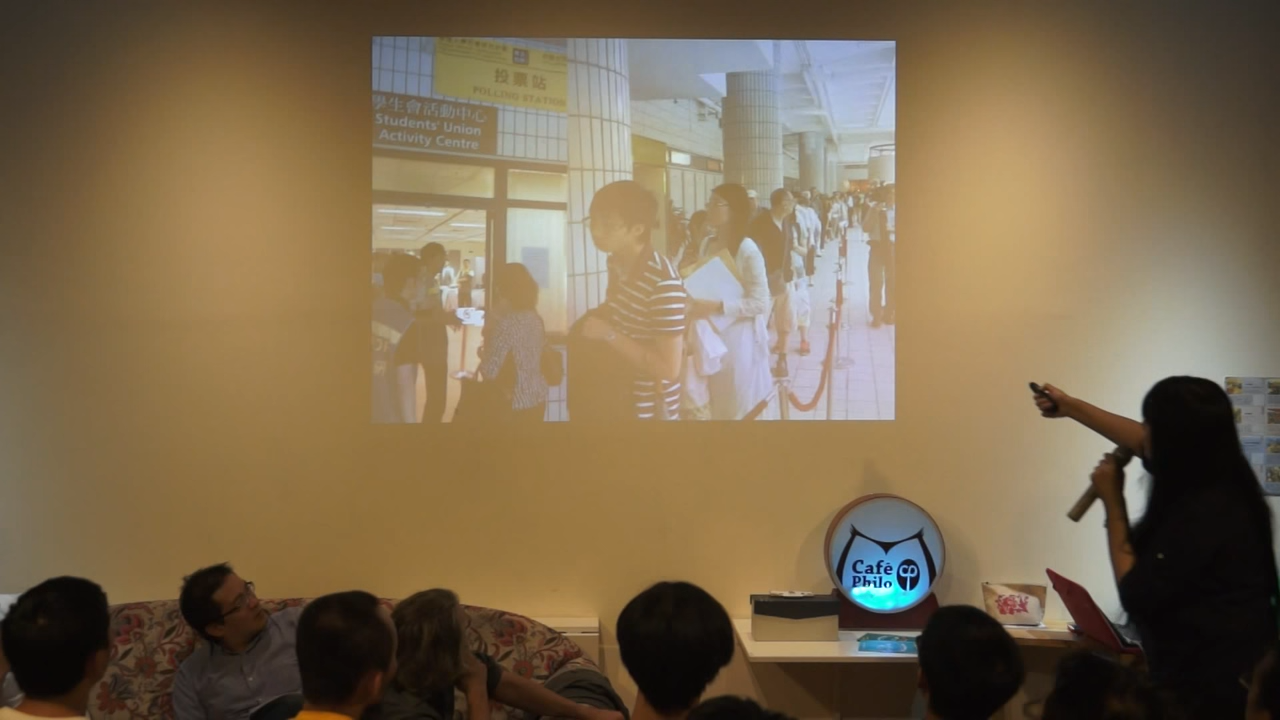 投票站
POLLING STATION
學生會活動中心
Students' Union
Activity Centre
Café
Philo